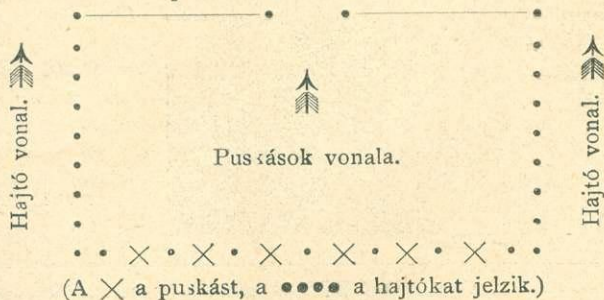 Hajtó vonal.
Puskások vonala.
Hajtó vonal.
(A × a puskást, a •••• a hajtókat jelzik.)